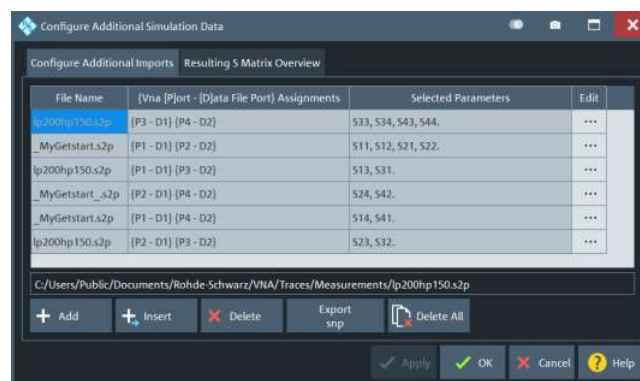 Configure Additional Simulation Data
Configure Additional Imports Resulting S Matrix Overview
File Name {Vna [P]ort - [D]ata File Port} Assignments Selected Parameters Edit
lp200hp150.s2p {P3 - D1} {P4 - D2} S33, S34, S43, S44. ...
_MyGetstart.s2p {P1 - D1} {P2 - D2} S11, S12, S21, S22. ...
lp200hp150.s2p {P1 - D1} {P3 - D2} S13, S31. ...
_MyGetstart_.s2p {P2 - D1} {P4 - D2} S24, S42. ...
_MyGetstart.s2p {P1 - D1} {P4 - D2} S14, S41. ...
lp200hp150.s2p {P2 - D1} {P3 - D2} S23, S32. ...
C:/Users/Public/Documents/Rohde-Schwarz/VNA/Traces/Measurements/lp200hp150.s2p
Add Insert Delete Export snp Delete All
Apply OK Cancel ? Help